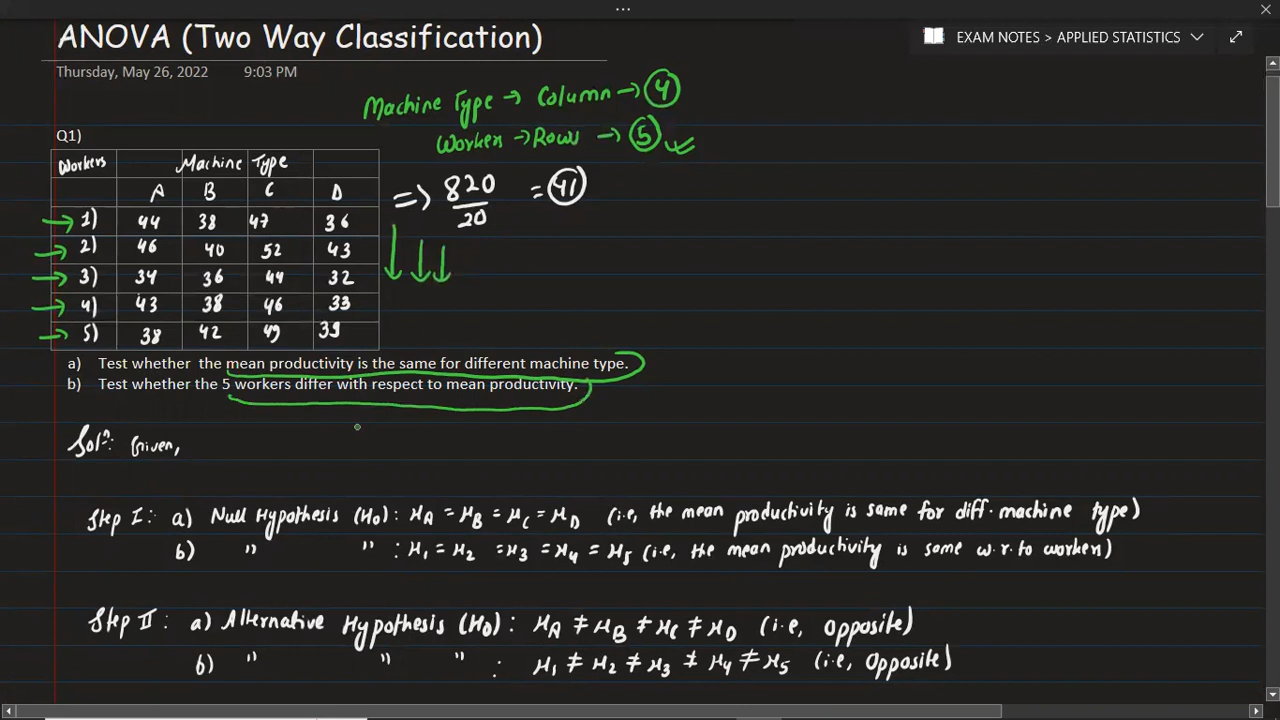 ANOVA (Two Way Classification)
EXAM NOTES > APPLIED STATISTICS
Thursday, May 26, 2022 9:03 PM
Machine Type → Column → 4
Worker → Rows → 5
Q1)
Workers Machine Type
A B C D
1) 44 38 47 36
2) 46 40 52 43
3) 34 36 44 32
4) 43 38 46 33
5) 38 42 49 39
=> 820/20 = 41
a) Test whether the mean productivity is the same for different machine type.
b) Test whether the 5 workers differ with respect to mean productivity.
Solⁿ: Given,
Step I: a) Null Hypothesis (H0): μA = μB = μC = μD (i.e, the mean productivity is same for diff. machine type)
b) " " : μ1 = μ2 = μ3 = μ4 = μ5 (i.e, the mean productivity is same w.r.to worker)
Step II: a) Alternative Hypothesis (H0): μA ≠ μB ≠ μC ≠ μD (i.e, opposite)
b) " " " : μ1 ≠ μ2 ≠ μ3 ≠ μ4 ≠ μ5 (i.e, Opposite)